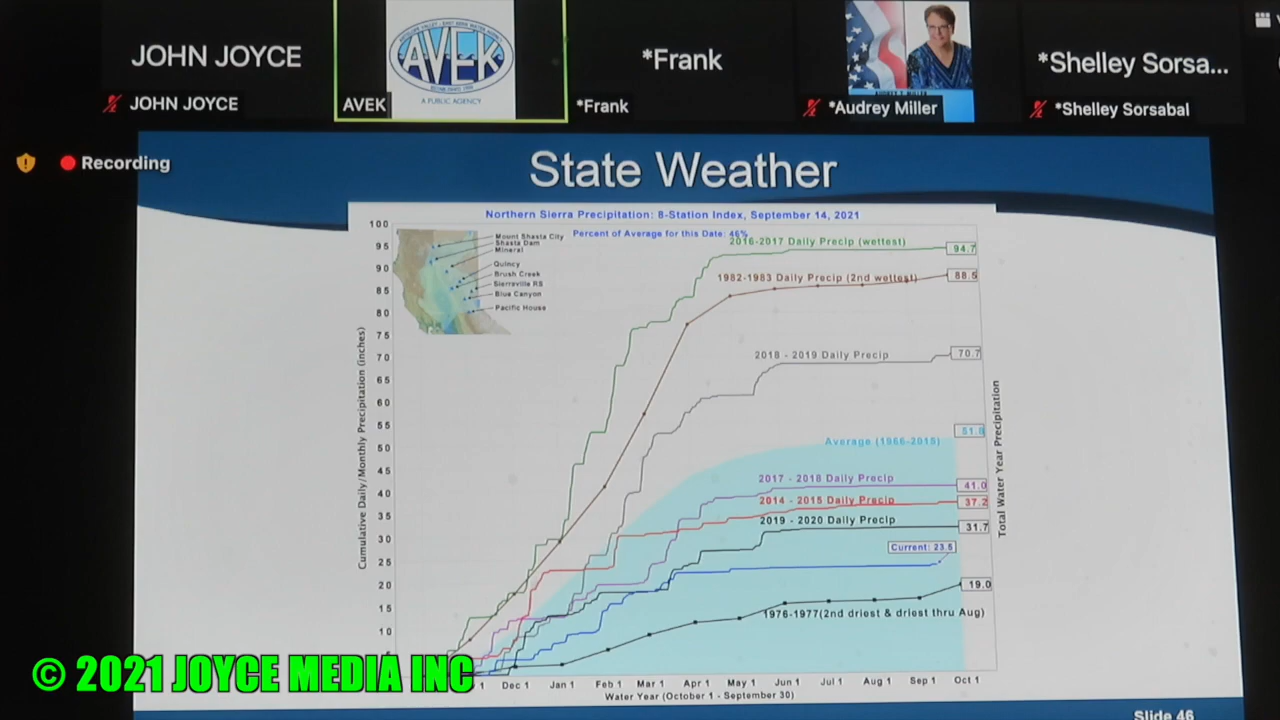 JOHN JOYCE
*Frank
*Shelley Sorsa...
AVEK
A PUBLIC AGENCY
JOHN JOYCE
AVEK
*Frank
*Audrey Miller
*Shelley Sorsabal
Recording
State Weather
Northern Sierra Precipitation: 8-Station Index, September 14, 2021
Percent of Average for this Date: 46%
100
95
90
85
80
75
70
65
60
55
50
45
40
35
30
25
20
15
10
Cumulative Daily/Monthly Precipitation (inches)
Mount Shasta City
Shasta Dam
Mineral
Quincy
Brush Creek
Sierraville RS
Blue Canyon
Pacific House
2016-2017 Daily Precip (wettest)
94.7
1982-1983 Daily Precip (2nd wettest)
88.5
2018 - 2019 Daily Precip
70.7
51.8
Average (1966-2015)
2017 - 2018 Daily Precip
41.0
2014 - 2015 Daily Precip
37.2
2019 - 2020 Daily Precip
31.7
Current: 23.5
19.0
1976-1977(2nd driest & driest thru Aug)
Total Water Year Precipitation
1 Dec 1 Jan 1 Feb 1 Mar 1 Apr 1 May 1 Jun 1 Jul 1 Aug 1 Sep 1 Oct 1
Water Year (October 1 - September 30)
© 2021 JOYCE MEDIA INC
Slide 46